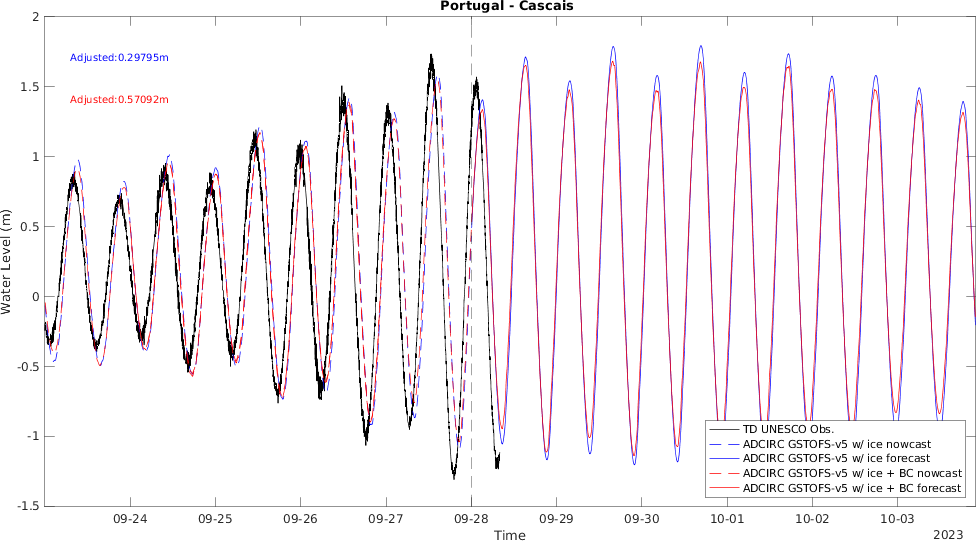 Portugal - Cascais
Adjusted:0.29795m
Adjusted:0.57092m
Water Level (m)
2
1.5
1
0.5
0
-0.5
-1
-1.5
TD UNESCO Obs.
ADCIRC GSTOFS-v5 w/ ice nowcast
ADCIRC GSTOFS-v5 w/ ice forecast
ADCIRC GSTOFS-v5 w/ ice + BC nowcast
ADCIRC GSTOFS-v5 w/ ice + BC forecast
09-24 09-25 09-26 09-27 09-28 09-29 09-30 10-01 10-02 10-03
Time
2023